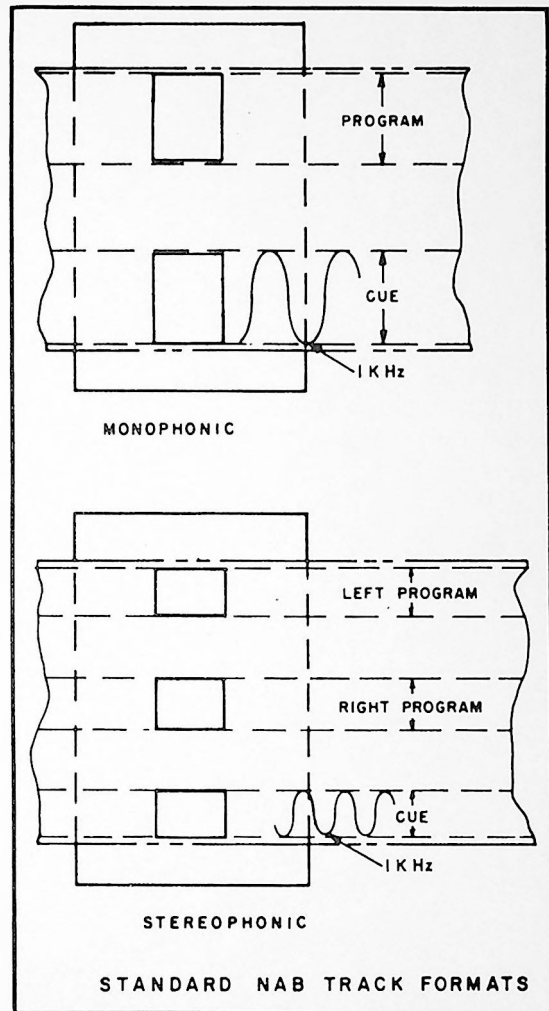 PROGRAM
CUE
1 KHz
MONOPHONIC
LEFT PROGRAM
RIGHT PROGRAM
CUE
1 KHz
STEREOPHONIC
STANDARD NAB TRACK FORMATS